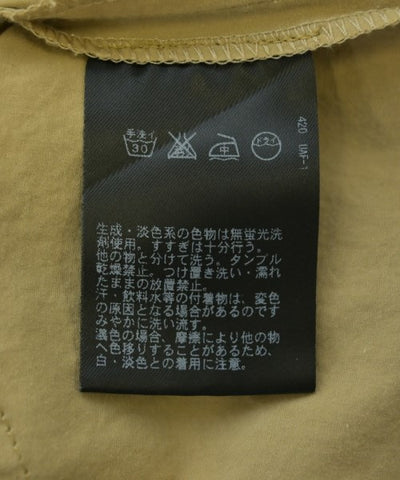 手洗イ
30
中
ドライ
420 UAF-1
生成・淡色系の色物は無蛍光洗
剤使用。すすぎは十分行う。
他の物と分けて洗う。タンブル
乾燥禁止。つけ置き洗い・濡れ
たままの放置禁止。
汗・飲料水等の付着物は、変色
の原因となる場合があるのです
みやかに洗い流す。
濃色の場合、摩擦により他の物
へ色移りすることがあるため、
白・淡色との着用に注意。